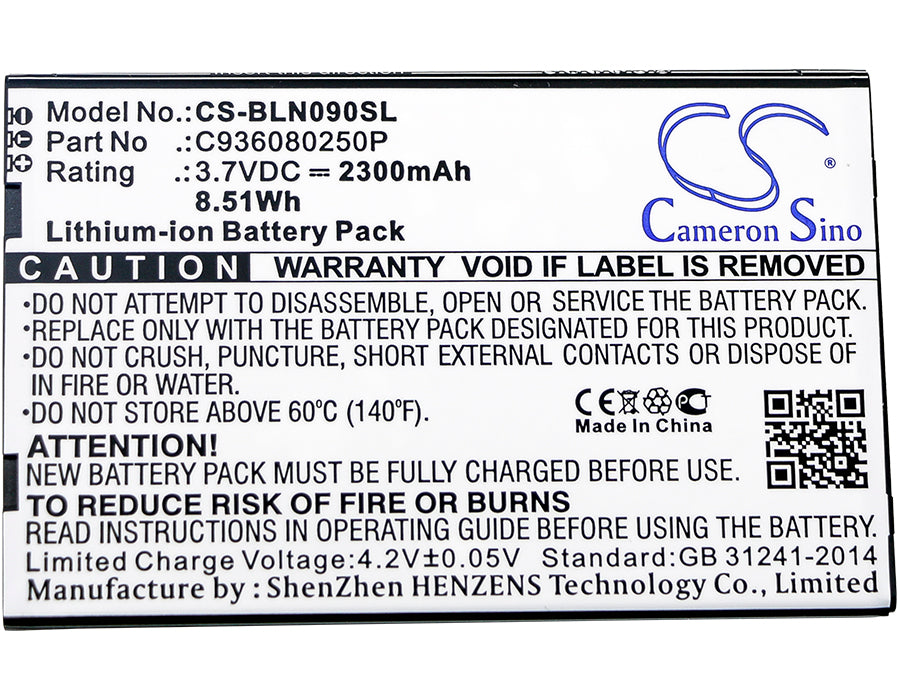 Model No.:CS-BLN090SL
Part No .:C936080250P
Rating .:3.7VDC = 2300mAh
8.51Wh
Lithium-ion Battery Pack
CS
®
Cameron Sino
CAUTION WARRANTY VOID IF LABEL IS REMOVED
•DO NOT ATTEMPT TO DISASSEMBLE, OPEN OR SERVICE THE BATTERY PACK.
•REPLACE ONLY WITH THE BATTERY PACK DESIGNATED FOR THIS PRODUCT.
•DO NOT CRUSH, PUNCTURE, SHORT EXTERNAL CONTACTS OR DISPOSE OF
IN FIRE OR WATER.
•DO NOT STORE ABOVE 60ºC (140ºF).
CE
Made In China
ATTENTION!
NEW BATTERY PACK MUST BE FULLY CHARGED BEFORE USE.
TO REDUCE RISK OF FIRE OR BURNS
READ INSTRUCTIONS IN OPERATING GUIDE BEFORE USING THE BATTERY.
Limited Charge Voltage:4.2V±0.05V Standard:GB 31241-2014
Manufacture by : ShenZhen HENZENS Technology Co., Limited